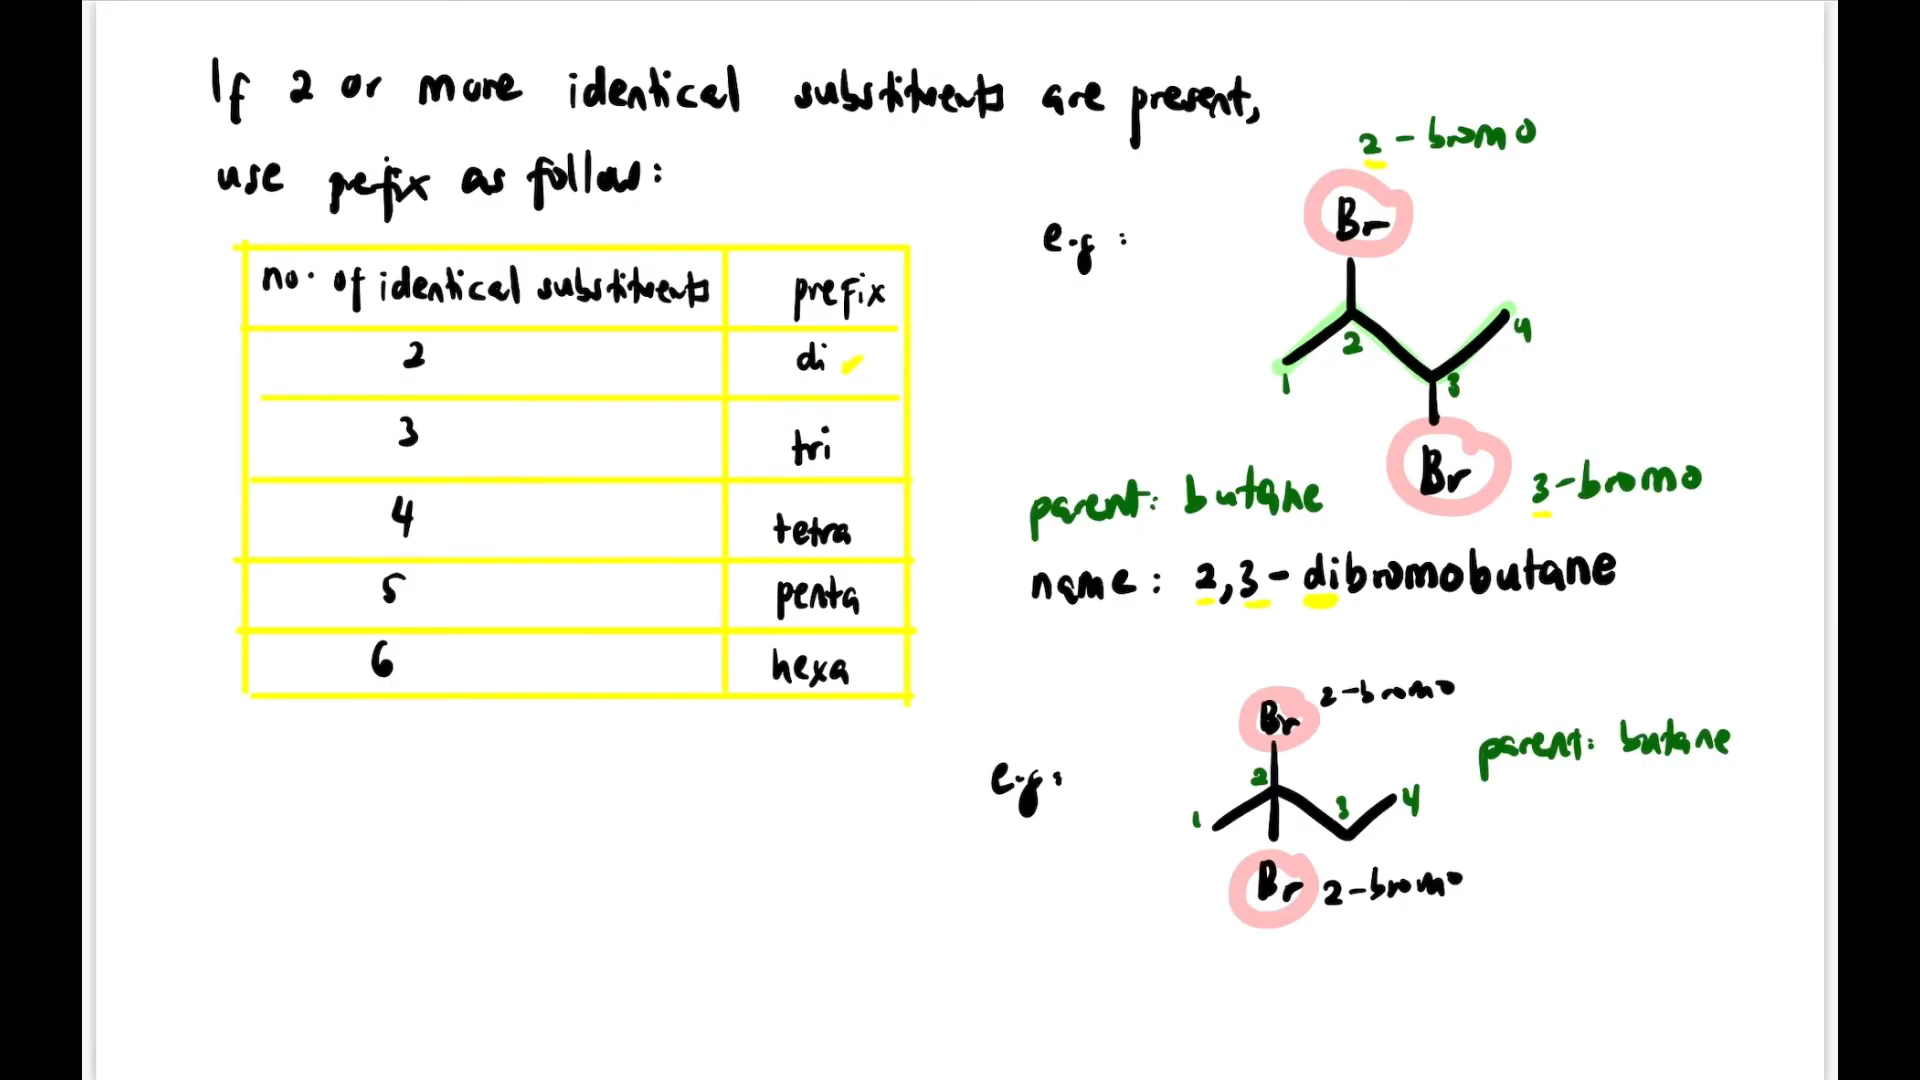 If 2 or more identical substituents are present,
use prefix as follow:
no. of identical substituents prefix
2 di
3 tri
4 tetra
5 penta
6 hexa
e.g :
2 - bromo
Br
1 2 3 4
Br
3-bromo
parent: butane
name : 2,3 - dibromobutane
e.g:
Br 2-bromo
parent: butane
1 2 3 4
Br 2-bromo